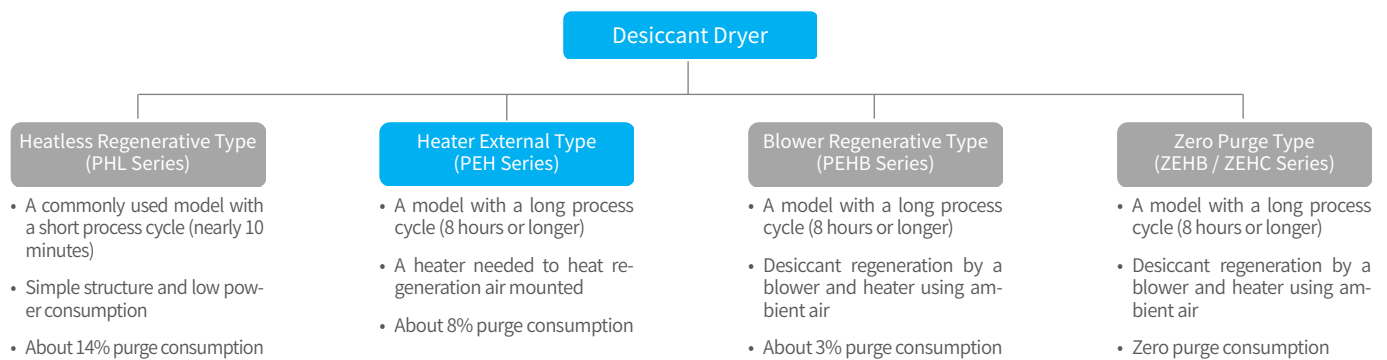 Desiccant Dryer
Heatless Regenerative Type
(PHL Series)
• A commonly used model with
a short process cycle (nearly 10
minutes)
• Simple structure and low pow-
er consumption
• About 14% purge consumption
Heater External Type
(PEH Series)
• A model with a long process
cycle (8 hours or longer)
• A heater needed to heat re-
generation air mounted
• About 8% purge consumption
Blower Regenerative Type
(PEHB Series)
• A model with a long process
cycle (8 hours or longer)
• Desiccant regeneration by a
blower and heater using am-
bient air
• About 3% purge consumption
Zero Purge Type
(ZEHB / ZEHC Series)
• A model with a long process
cycle (8 hours or longer)
• Desiccant regeneration by a
blower and heater using am-
bient air
• Zero purge consumption